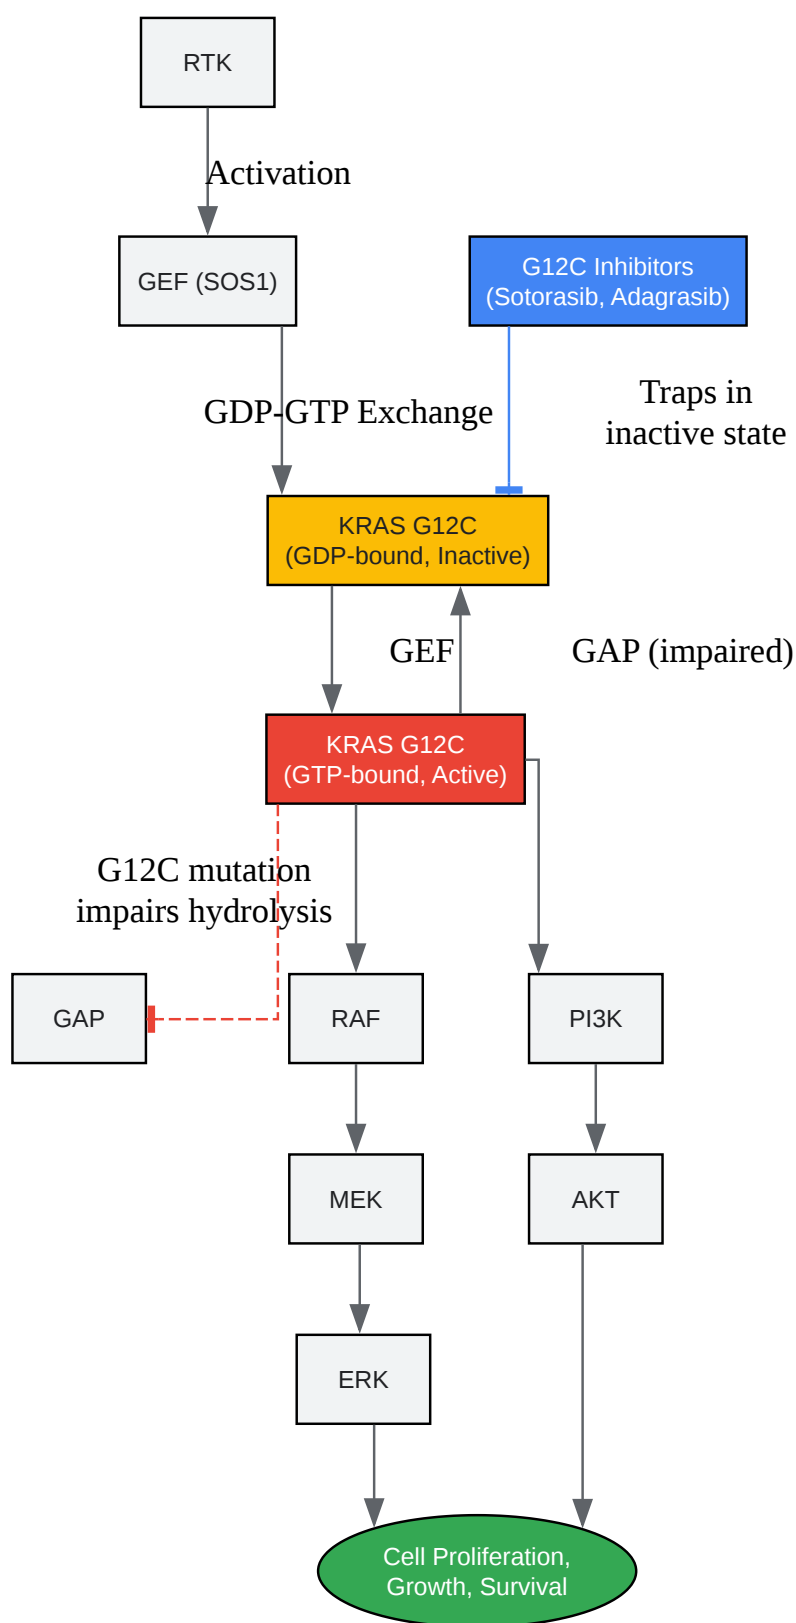 RTK
Activation
GEF (SOS1)
G12C Inhibitors
(Sotorasib, Adagrasib)
GDP-GTP Exchange
Traps in
inactive state
KRAS G12C
(GDP-bound, Inactive)
GEF
GAP (impaired)
KRAS G12C
(GTP-bound, Active)
G12C mutation
impairs hydrolysis
GAP
RAF
PI3K
MEK
AKT
ERK
Cell Proliferation,
Growth, Survival